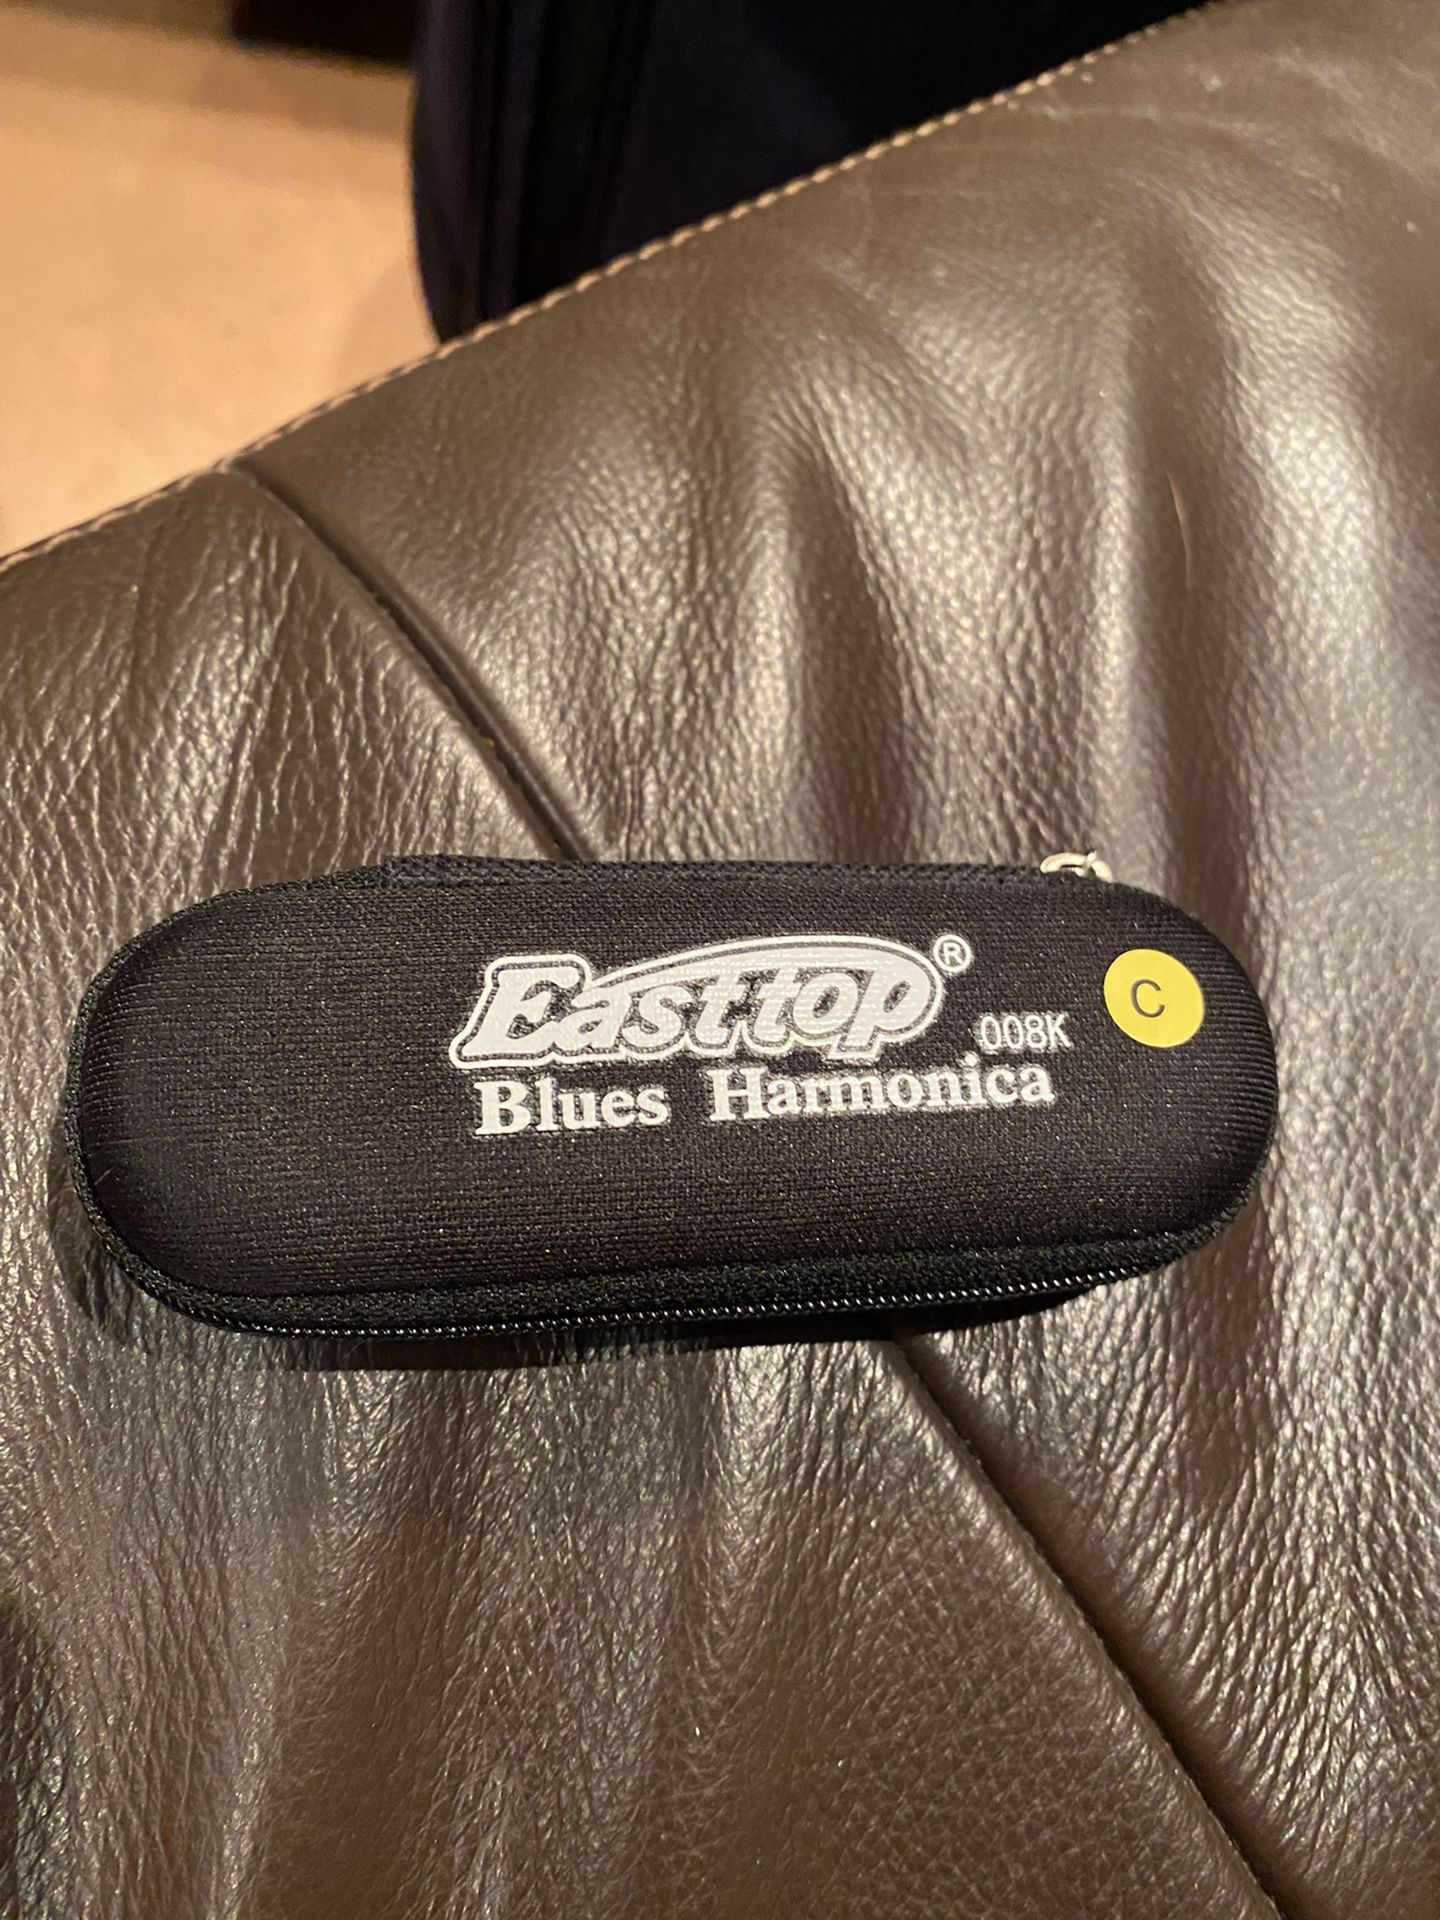 Easttop®
008K
C
Blues Harmonica